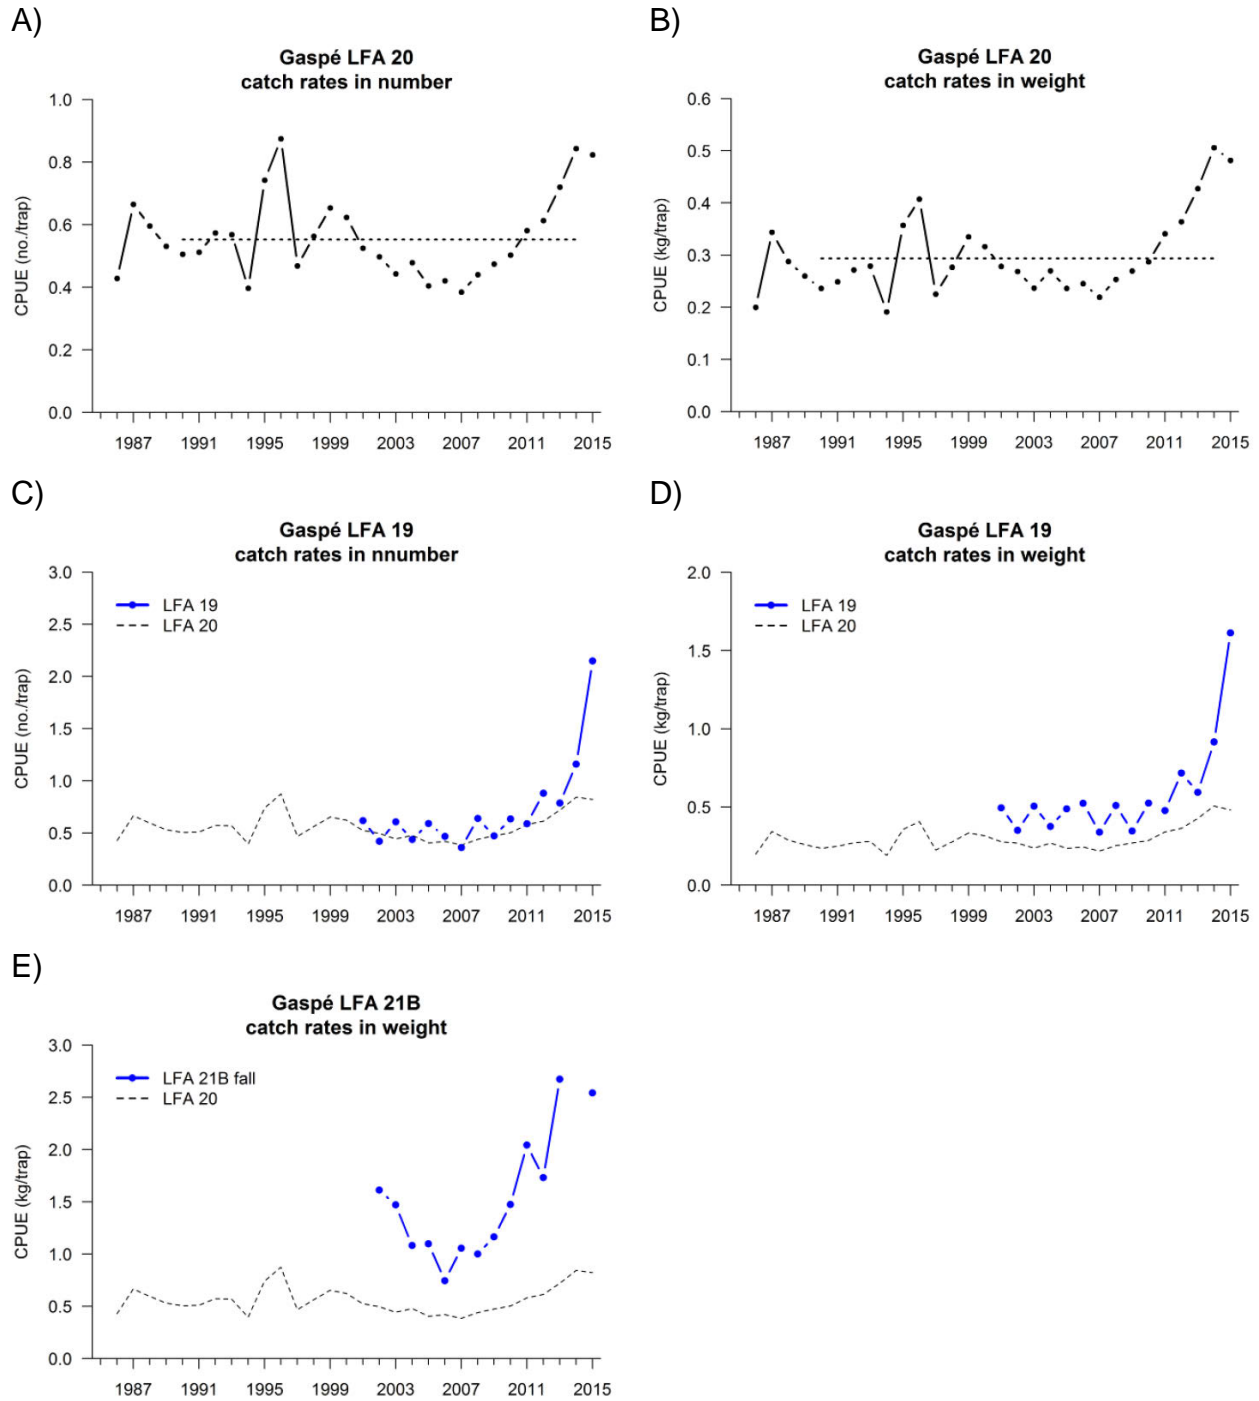 A)
Gaspé LFA 20
catch rates in number
CPUE (no./trap)
1.0
0.8
0.6
0.4
0.2
0.0
1987 1991 1995 1999 2003 2007 2011 2015
B)
Gaspé LFA 20
catch rates in weight
CPUE (kg/trap)
0.6
0.5
0.4
0.3
0.2
0.1
0.0
1987 1991 1995 1999 2003 2007 2011 2015
C)
Gaspé LFA 19
catch rates in nnumber
CPUE (no./trap)
3.0
2.5
2.0
1.5
1.0
0.5
0.0
LFA 19
LFA 20
1987 1991 1995 1999 2003 2007 2011 2015
D)
Gaspé LFA 19
catch rates in weight
CPUE (kg/trap)
2.0
1.5
1.0
0.5
0.0
LFA 19
LFA 20
1987 1991 1995 1999 2003 2007 2011 2015
E)
Gaspé LFA 21B
catch rates in weight
CPUE (kg/trap)
3.0
2.5
2.0
1.5
1.0
0.5
0.0
LFA 21B fall
LFA 20
1987 1991 1995 1999 2003 2007 2011 2015